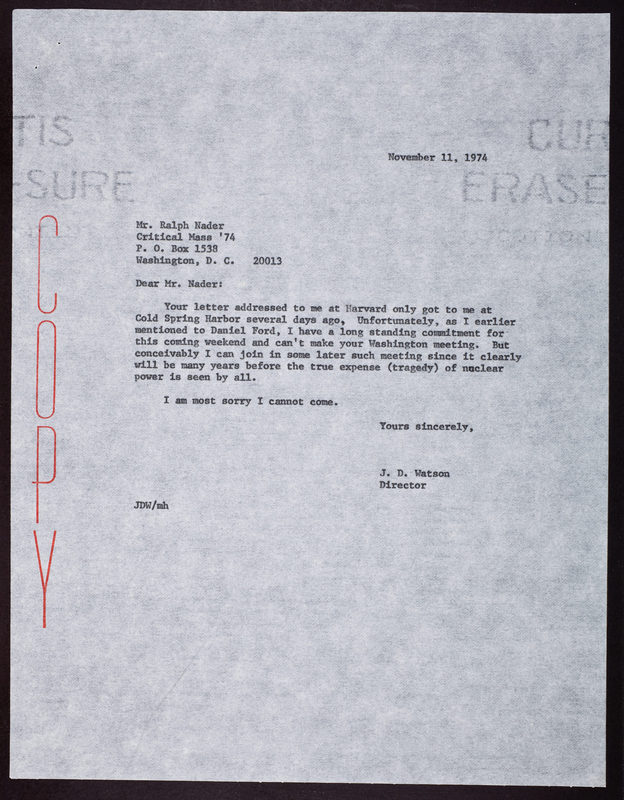 TIS
CUR
-SURE
ERASE
November 11, 1974
COPY
Mr. Ralph Nader
Critical Mass '74
P. O. Box 1538
Washington, D. C. 20013
Dear Mr. Nader:
Your letter addressed to me at Harvard only got to me at
Cold Spring Harbor several days ago, Unfortunately, as I earlier
mentioned to Daniel Ford, I have a long standing commitment for
this coming weekend and can't make your Washington meeting. But
conceivably I can join in some later such meeting since it clearly
will be many years before the true expense (tragedy) of nuclear
power is seen by all.
I am most sorry I cannot come.
Yours sincerely,
J. D. Watson
Director
JDW/mh